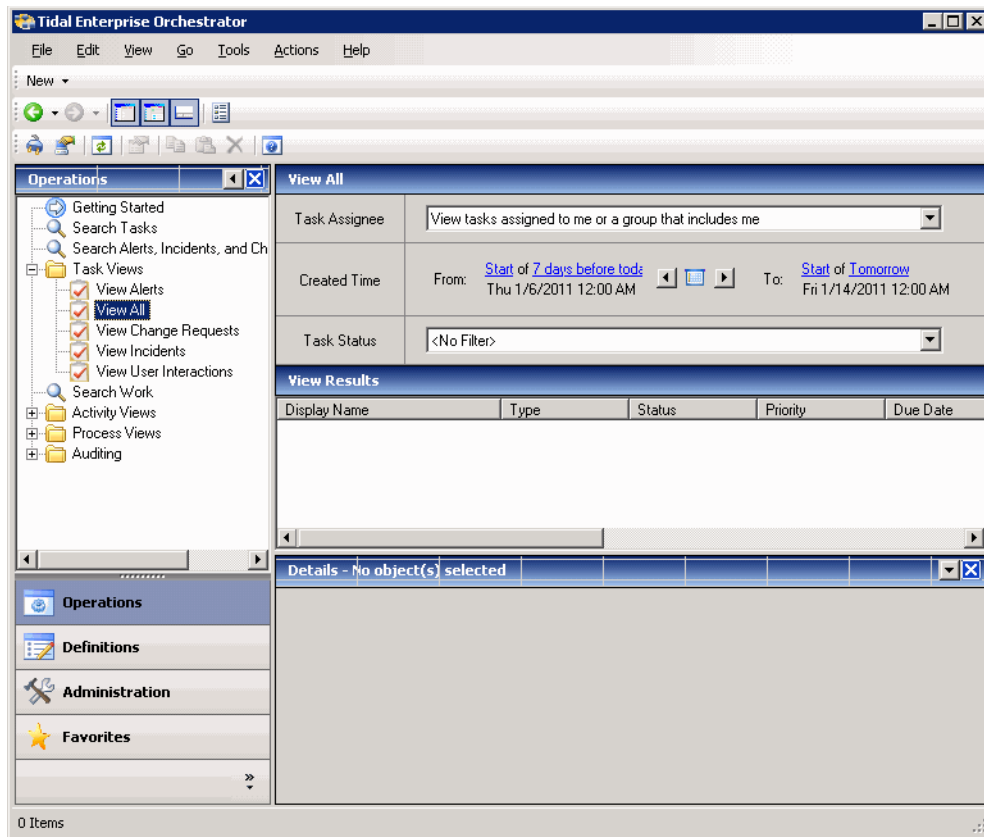 Tidal Enterprise Orchestrator
File Edit View Go Tools Actions Help
New
Operations
Getting Started
Search Tasks
Search Alerts, Incidents, and Ch
Task Views
View Alerts
View All
View Change Requests
View Incidents
View User Interactions
Search Work
Activity Views
Process Views
Auditing
Operations
Definitions
Administration
Favorites
View All
Task Assignee View tasks assigned to me or a group that includes me
Created Time From: Start of 7 days before toda To: Start of Tomorrow
Thu 1/6/2011 12:00 AM Fri 1/14/2011 12:00 AM
Task Status <No Filter>
View Results
Display Name Type Status Priority Due Date
Details - No object(s) selected
0 Items